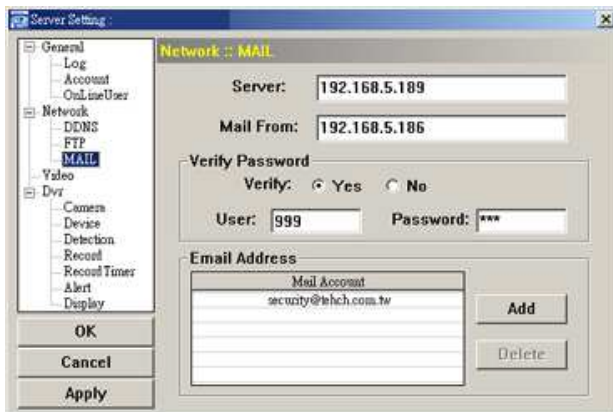 Server Setting :
General
Log
Account
OnLineUser
Network
DDNS
FTP
MAIL
Video
Dvr
Camera
Device
Detection
Record
Record Timer
Alert
Display
OK
Cancel
Apply
Network :: MAIL
Server: 192.168.5.189
Mail From: 192.168.5.186
Verify Password
Verify: Yes No
User: 999 Password: ***
Email Address
Mail Account
security@tehch.com.tw
Add
Delete